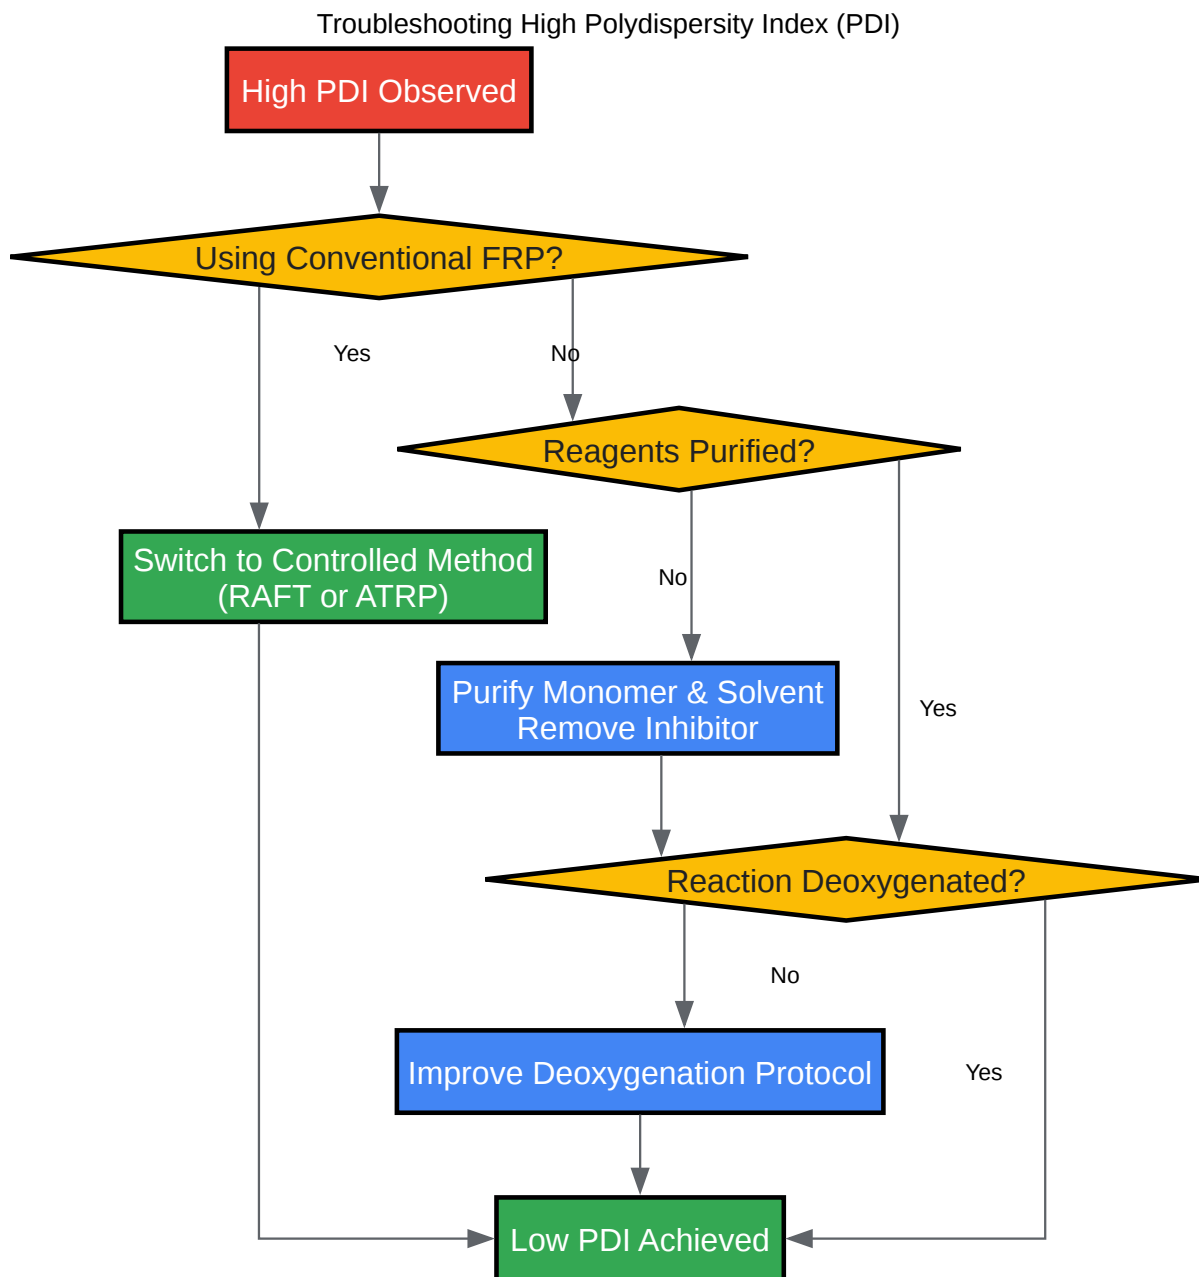 Troubleshooting High Polydispersity Index (PDI)
High PDI Observed
Using Conventional FRP?
Yes
No
Reagents Purified?
Switch to Controlled Method
(RAFT or ATRP)
No
Purify Monomer & Solvent
Remove Inhibitor
Yes
Reaction Deoxygenated?
No
Improve Deoxygenation Protocol
Yes
Low PDI Achieved